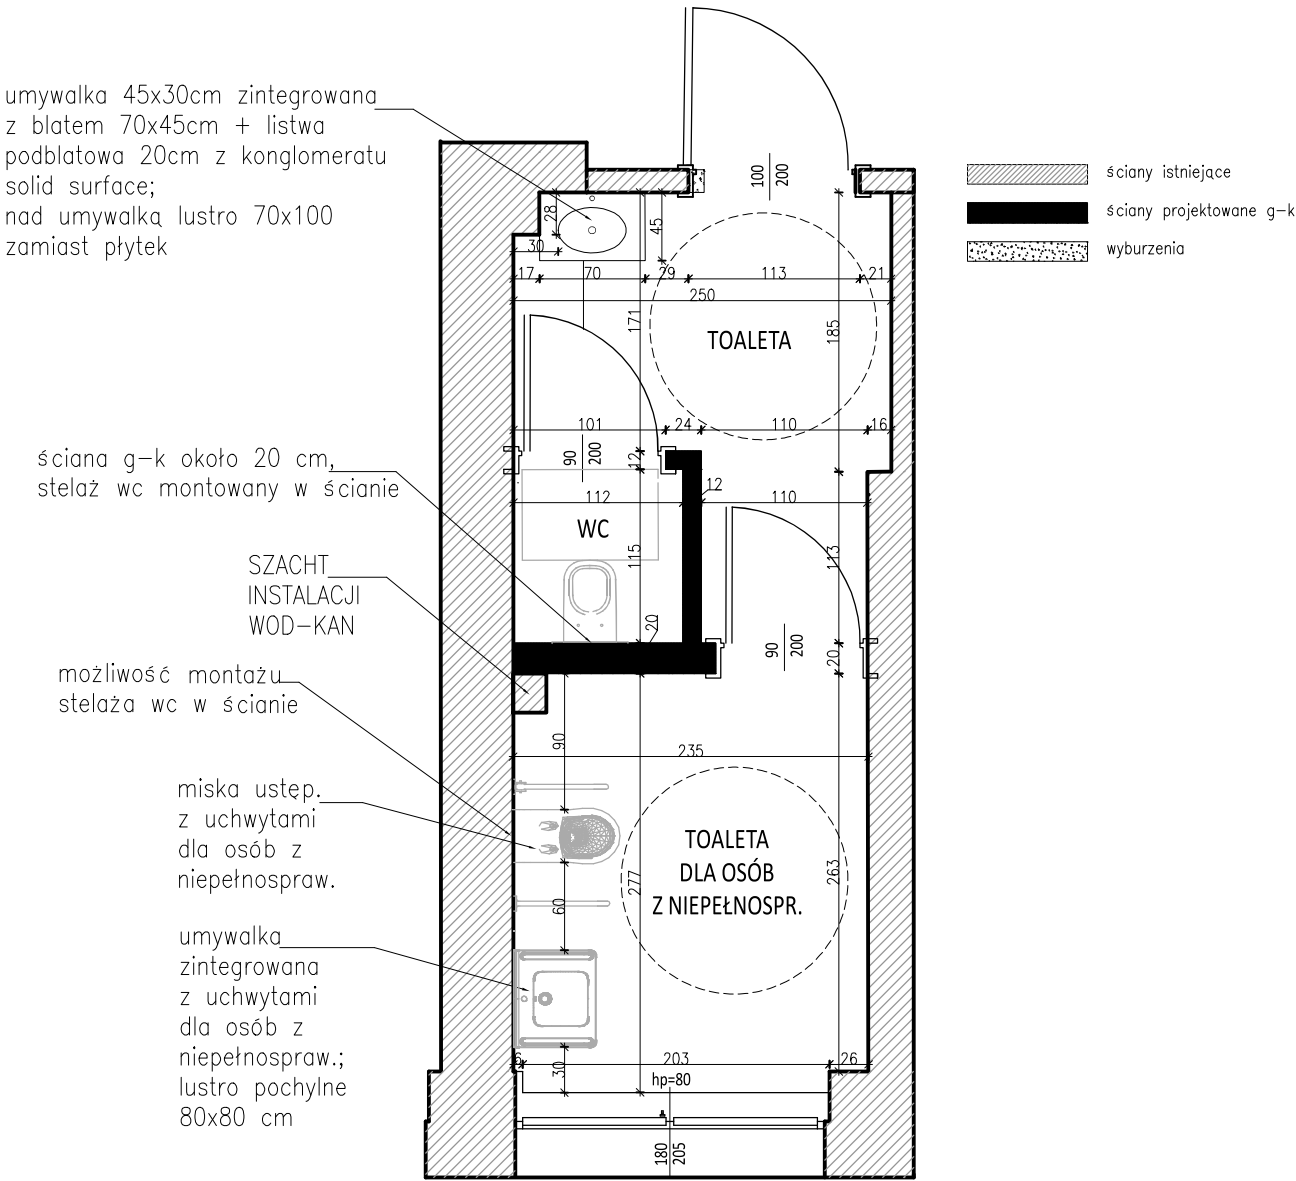 umywalka 45x30cm zintegrowana
z blatem 70x45cm + listwa
podblatowa 20cm z konglomeratu
solid surface;
nad umywalką lustro 70x100
zamiast płytek
ściany istniejące
ściany projektowane g-k
wyburzenia
100
200
28
45
30
17
70
29
113
21
250
171
185
TOALETA
101
24
110
16
90
200
12
ściana g-k około 20 cm,
stelaż wc montowany w ścianie
112
12
110
WC
115
113
SZACHT
INSTALACJI
WOD-KAN
20
90
200
20
możliwość montażu
stelaża wc w ścianie
90
235
miska ustęp.
z uchwytami
dla osób z
niepełnospraw.
TOALETA
DLA OSÓB
Z NIEPEŁNOSPR.
277
263
60
umywalka
zintegrowana
z uchwytami
dla osób z
niepełnospraw.;
lustro pochylne
80x80 cm
6
203
26
30
hp=80
180
205